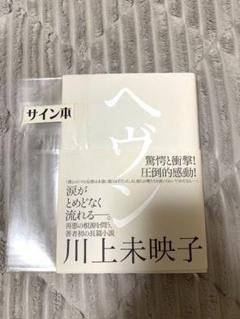 サイン本
ヘヴン
驚愕と衝撃!
圧倒的感動!
涙が
とめどなく
流れる――。
善悪の根源を問う、
著者初の長篇小説
川上未映子